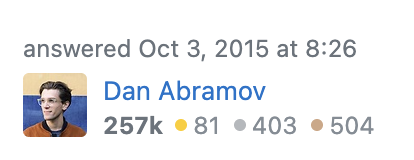 answered Oct 3, 2015 at 8:26
Dan Abramov
257k 81 403 504